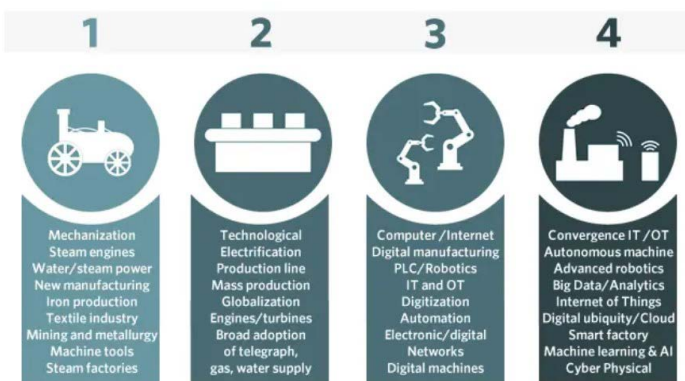 1
2
3
4
Mechanization
Steam engines
Water/steam power
New manufacturing
Iron production
Textile industry
Mining and metallurgy
Machine tools
Steam factories
Technological
Electrification
Production line
Mass production
Globalization
Engines/turbines
Broad adoption
of telegraph,
gas, water supply
Computer/Internet
Digital manufacturing
PLC/Robotics
IT and OT
Digitization
Automation
Electronic/digital
Networks
Digital machines
Convergence IT/OT
Autonomous machine
Advanced robotics
Big Data/Analytics
Internet of Things
Digital ubiquity/Cloud
Smart factory
Machine learning & AI
Cyber Physical